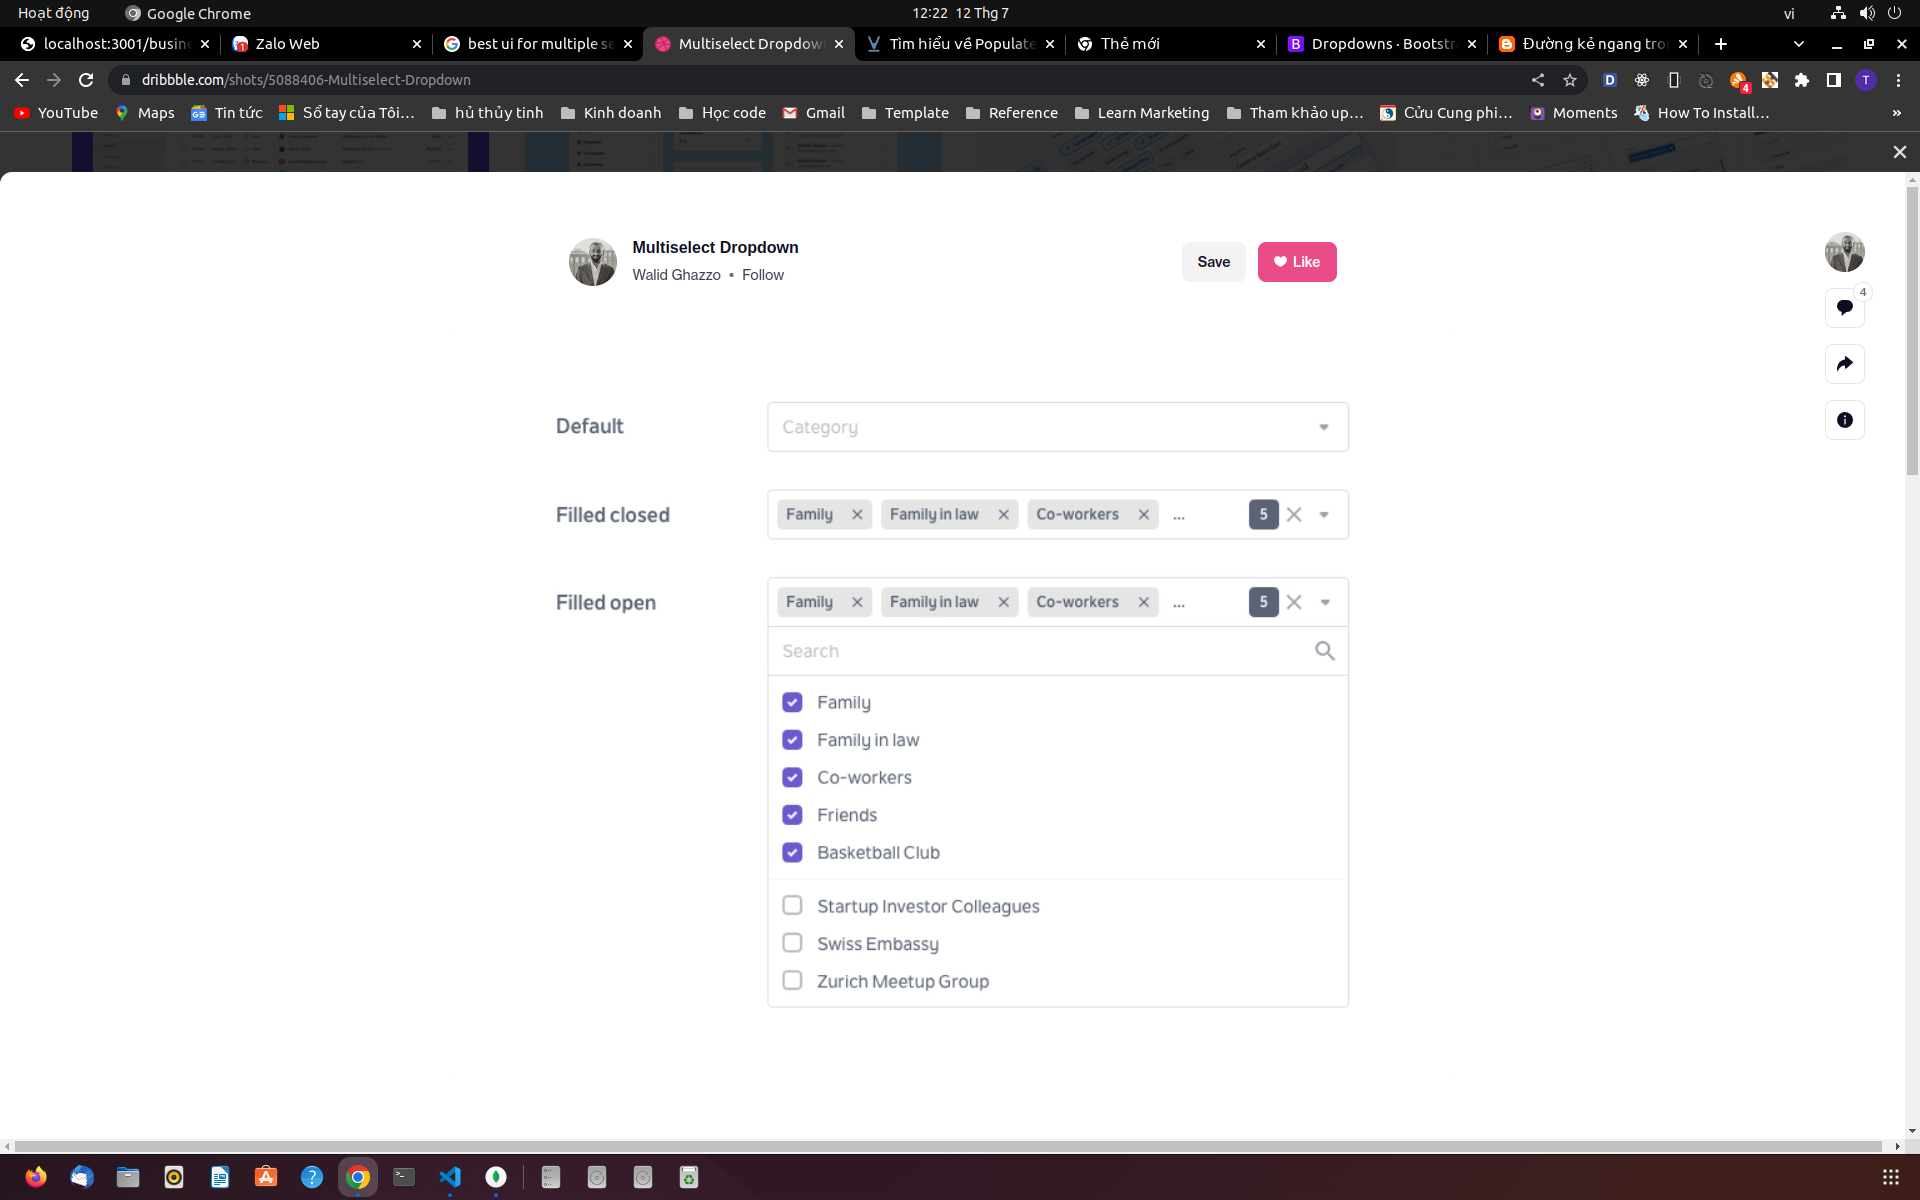 Hoạt động Google Chrome 12:22 12 Thg 7 vi
localhost:3001/busin Zalo Web best ui for multiple se Multiselect Dropdown Tìm hiểu về Populate Thẻ mới Dropdowns · Bootstr Đường kẻ ngang tron
dribbble.com/shots/5088406-Multiselect-Dropdown 4 T
YouTube Maps Tin tức Sổ tay của Tôi… hủ thủy tinh Kinh doanh Học code Gmail Template Reference Learn Marketing Tham khảo up… Cửu Cung phi… Moments How To Install… »
Multiselect Dropdown
Walid Ghazzo • Follow
Save Like
4
Default Category
Filled closed Family Family in law Co-workers ... 5
Filled open Family Family in law Co-workers ... 5
Search
Family
Family in law
Co-workers
Friends
Basketball Club
Startup Investor Colleagues
Swiss Embassy
Zurich Meetup Group